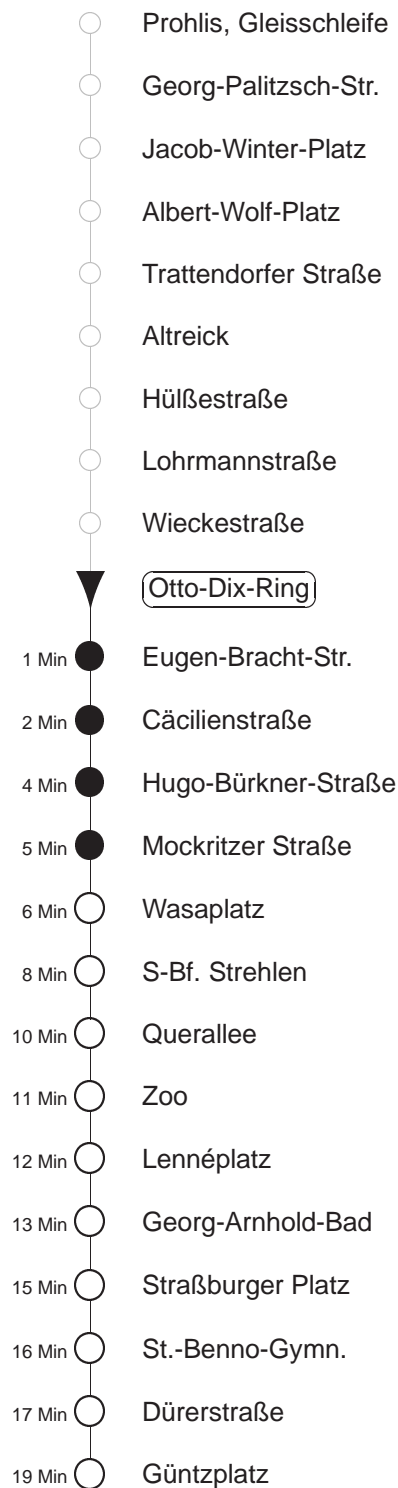 Prohlis, Gleisschleife
Georg-Palitzsch-Str.
Jacob-Winter-Platz
Albert-Wolf-Platz
Trattendorfer Straße
Altreick
Hülßestraße
Lohrmannstraße
Wieckestraße
Otto-Dix-Ring
1 Min Eugen-Bracht-Str.
2 Min Cäcilienstraße
4 Min Hugo-Bürkner-Straße
5 Min Mockritzer Straße
6 Min Wasaplatz
8 Min S-Bf. Strehlen
10 Min Querallee
11 Min Zoo
12 Min Lennéplatz
13 Min Georg-Arnhold-Bad
15 Min Straßburger Platz
16 Min St.-Benno-Gymn.
17 Min Dürerstraße
19 Min Güntzplatz